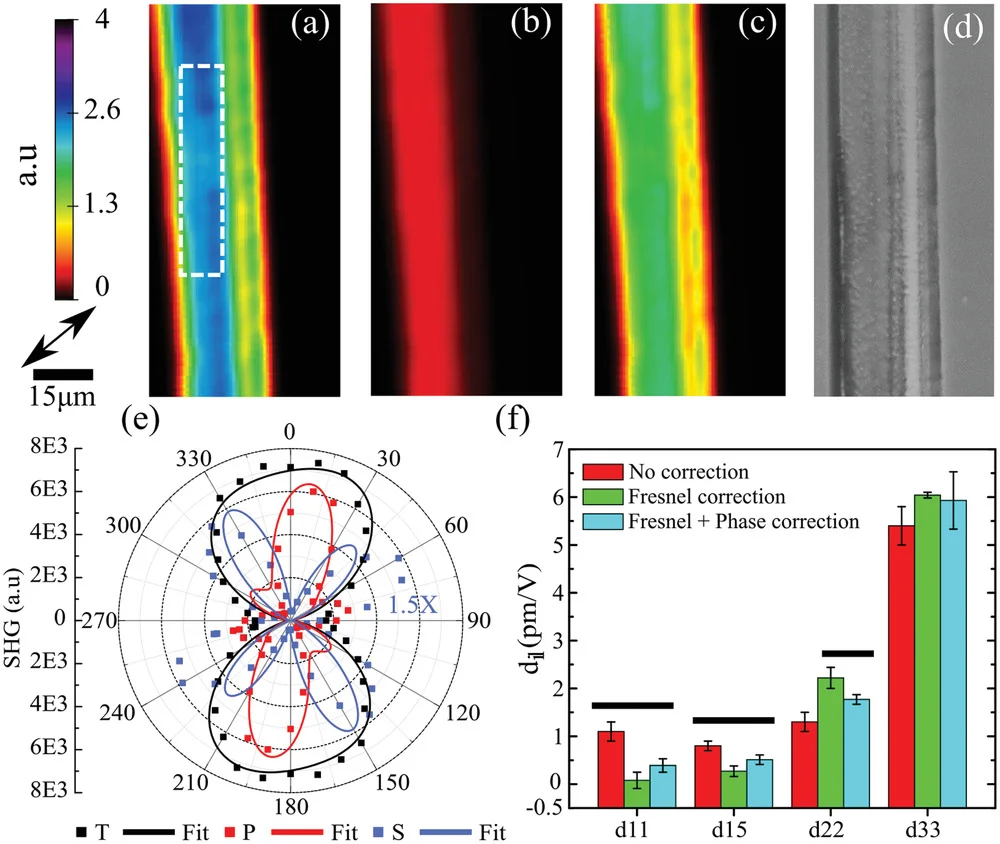 4
2.6
1.3
0
a.u
15μm
(a)
(b)
(c)
(d)
(e)
8E3
6E3
4E3
2E3
0
2E3
4E3
6E3
8E3
SHG (a.u)
0
30
60
90
120
150
180
210
240
270
300
330
1.5X
T Fit P Fit S Fit
(f)
7
6
5
4
3
2
1
0
-0.5
dil(pm/V)
No correction
Fresnel correction
Fresnel + Phase correction
d11 d15 d22 d33